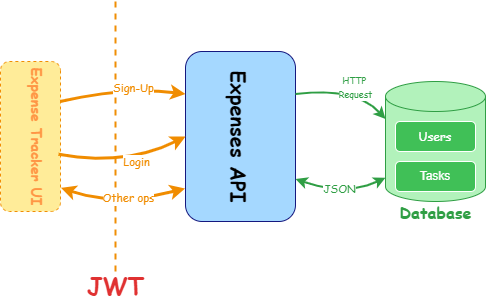 Expense Tracker UI
Sign-Up
Login
Other ops
JWT
Expenses API
HTTP
Request
JSON
Users
Tasks
Database